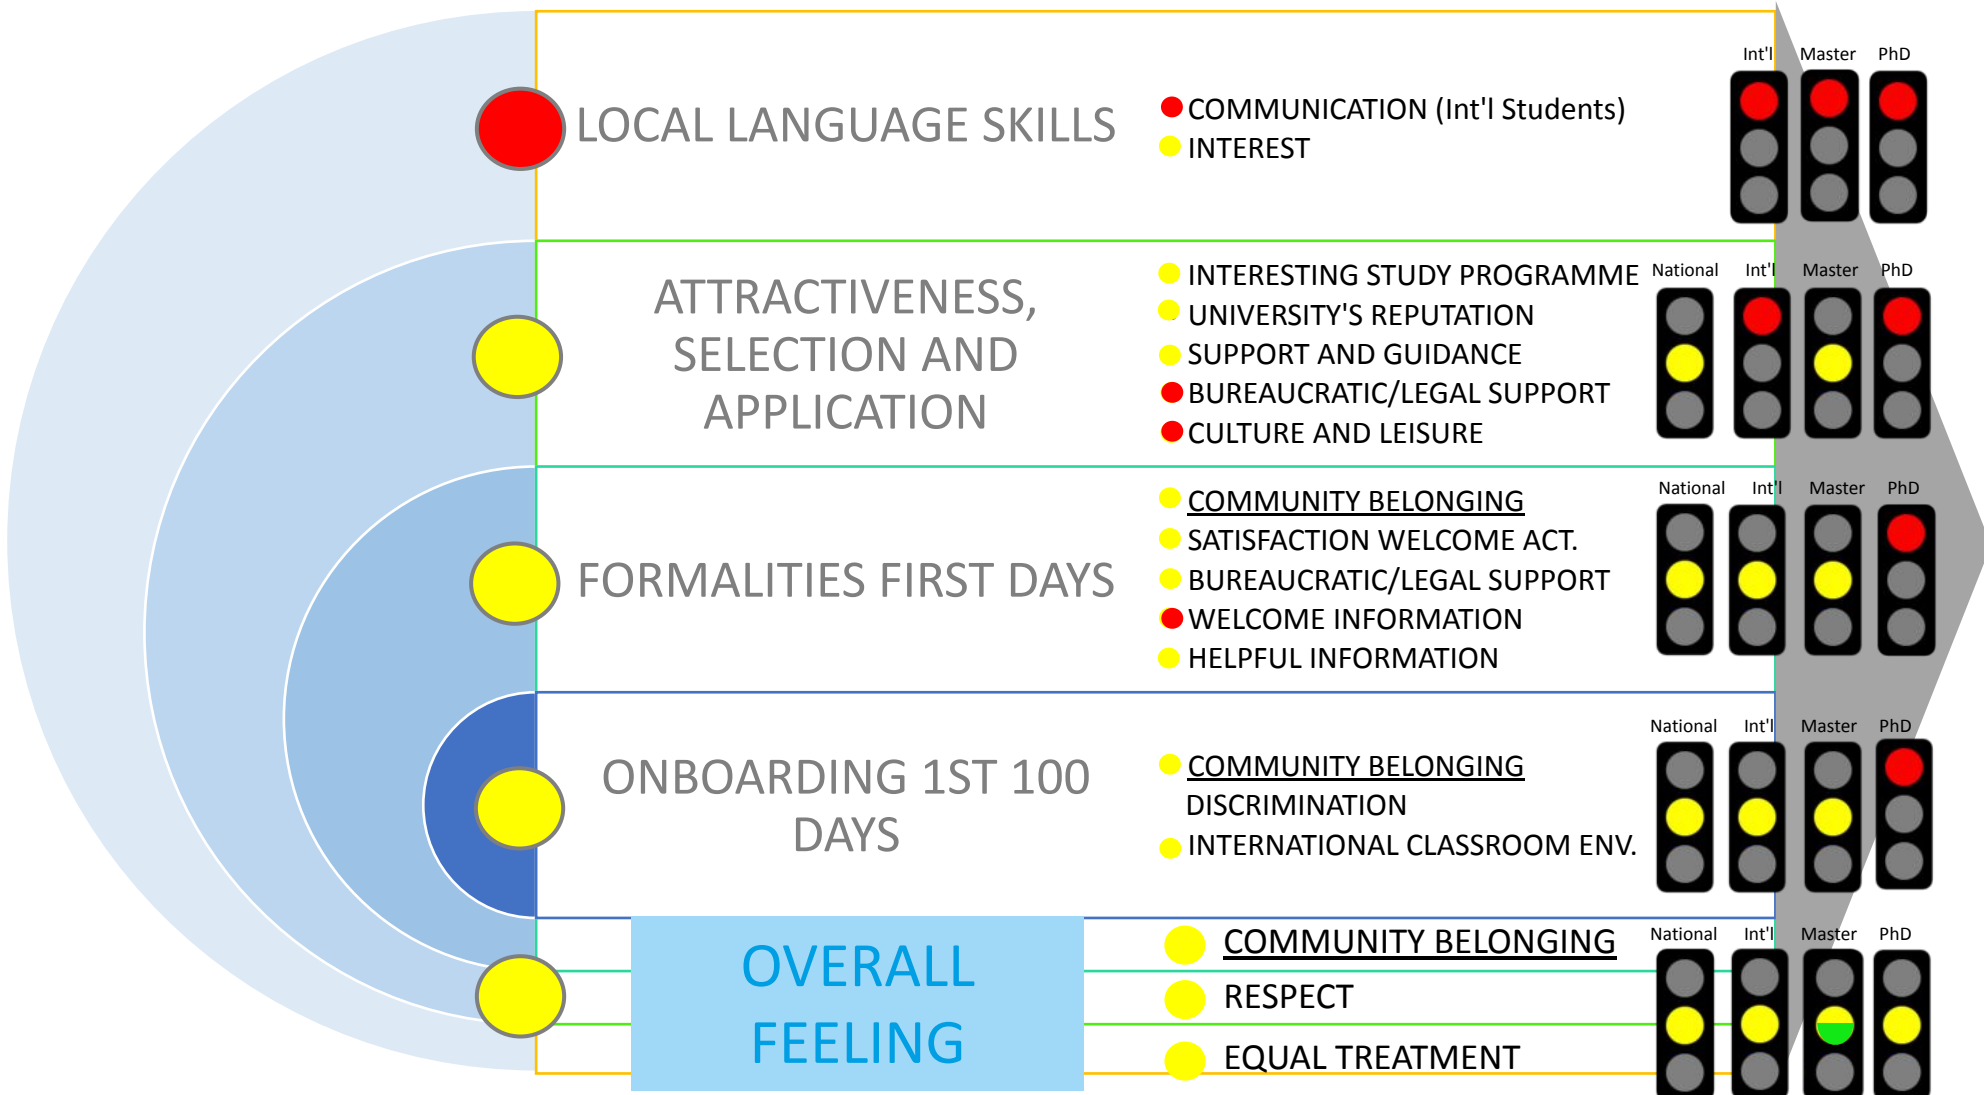 Int'l Master PhD
LOCAL LANGUAGE SKILLS
COMMUNICATION (Int'l Students)
INTEREST
National Int'l Master PhD
ATTRACTIVENESS,
SELECTION AND
APPLICATION
INTERESTING STUDY PROGRAMME
UNIVERSITY'S REPUTATION
SUPPORT AND GUIDANCE
BUREAUCRATIC/LEGAL SUPPORT
CULTURE AND LEISURE
National Int'l Master PhD
FORMALITIES FIRST DAYS
COMMUNITY BELONGING
SATISFACTION WELCOME ACT.
BUREAUCRATIC/LEGAL SUPPORT
WELCOME INFORMATION
HELPFUL INFORMATION
National Int'l Master PhD
ONBOARDING 1ST 100
DAYS
COMMUNITY BELONGING
DISCRIMINATION
INTERNATIONAL CLASSROOM ENV.
National Int'l Master PhD
OVERALL
FEELING
COMMUNITY BELONGING
RESPECT
EQUAL TREATMENT